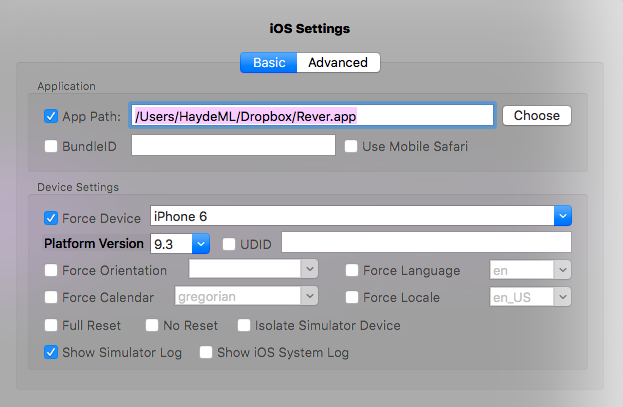 iOS Settings
Basic Advanced
Application
App Path: /Users/HaydeML/Dropbox/Rever.app Choose
BundleID Use Mobile Safari
Device Settings
Force Device iPhone 6
Platform Version 9.3 UDID
Force Orientation Force Language en
Force Calendar gregorian Force Locale en_US
Full Reset No Reset Isolate Simulator Device
Show Simulator Log Show iOS System Log